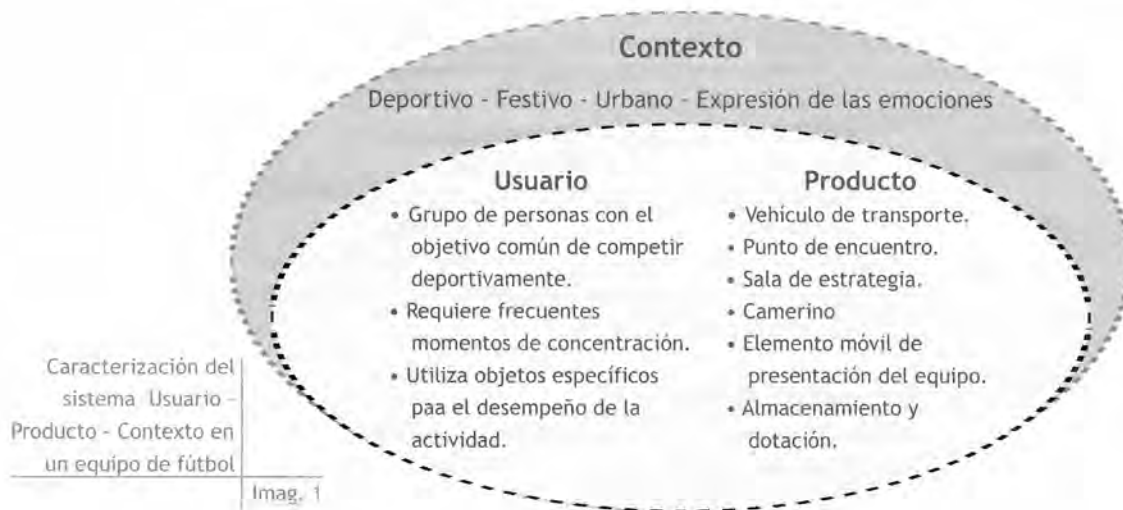 Contexto
Deportivo - Festivo - Urbano - Expresión de las emociones
Usuario
• Grupo de personas con el
objetivo común de competir
deportivamente.
• Requiere frecuentes
momentos de concentración.
• Utiliza objetos específicos
paa el desempeño de la
actividad.
Producto
• Vehículo de transporte.
• Punto de encuentro.
• Sala de estrategia.
• Camerino
• Elemento móvil de
presentación del equipo.
• Almacenamiento y
dotación.
Caracterización del
sistema Usuario -
Producto - Contexto en
un equipo de fútbol
Imag. 1